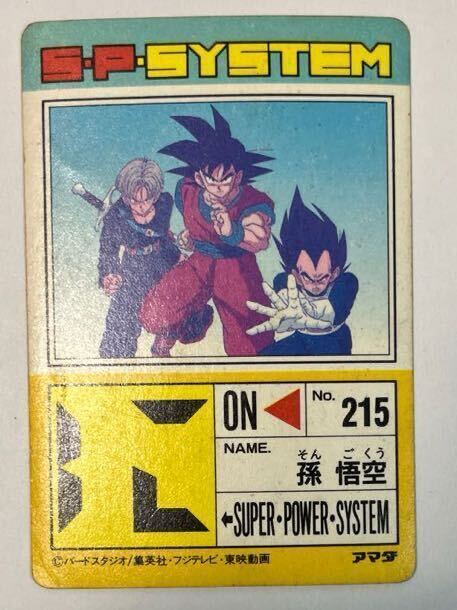 S・P・SYSTEM
ON
No. 215
NAME.
そん ご くう
孫 悟空
←SUPER・POWER・SYSTEM
©バードスタジオ/集英社・フジテレビ・東映動画
アマダ